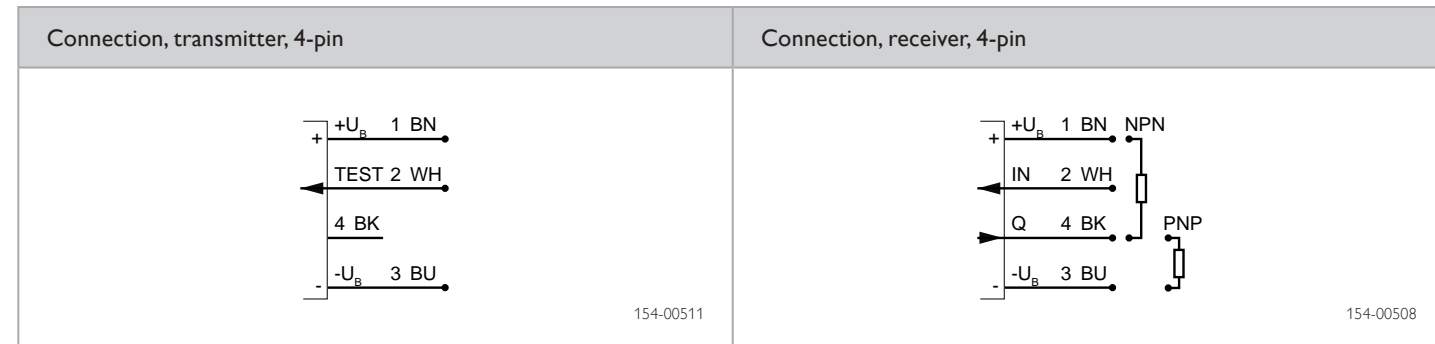 Connection, transmitter, 4-pin
+U_B 1 BN
+
TEST 2 WH
4 BK
-U_B 3 BU
-
154-00511
Connection, receiver, 4-pin
+U_B 1 BN NPN
+
IN 2 WH
Q 4 BK PNP
-U_B 3 BU
-
154-00508